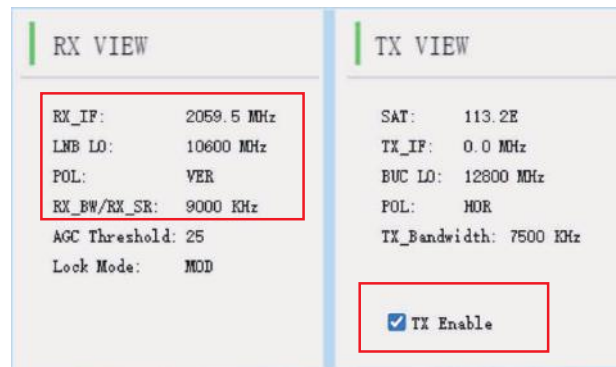 RX VIEW
RX_IF: 2059.5 MHz
LNB LO: 10600 MHz
POL: VER
RX_BW/RX_SR: 9000 KHz
AGC Threshold: 25
Lock Mode: MOD
TX VIEW
SAT: 113.2E
TX_IF: 0.0 MHz
BUC LO: 12800 MHz
POL: HOR
TX_Bandwidth: 7500 KHz
TX Enable